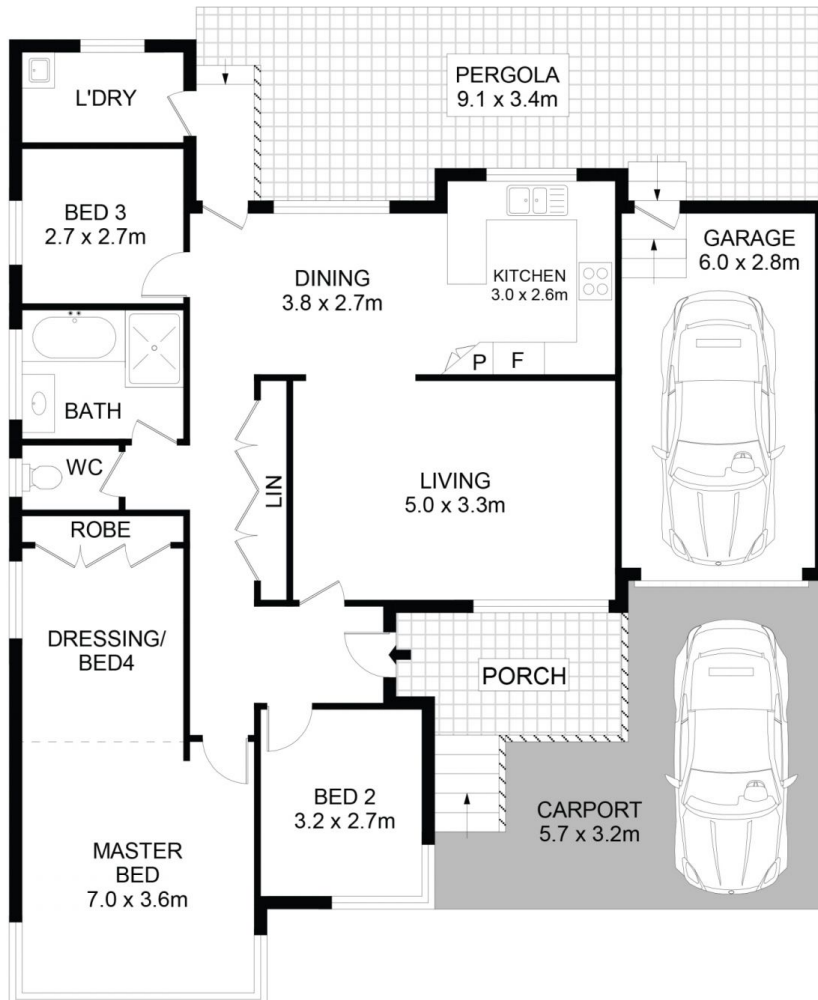 PERGOLA
9.1 x 3.4m
L'DRY
BED 3
2.7 x 2.7m
GARAGE
6.0 x 2.8m
DINING
3.8 x 2.7m
KITCHEN
3.0 x 2.6m
P
F
BATH
WC
LIN
LIVING
5.0 x 3.3m
ROBE
DRESSING/
BED4
PORCH
BED 2
3.2 x 2.7m
CARPORT
5.7 x 3.2m
MASTER
BED
7.0 x 3.6m